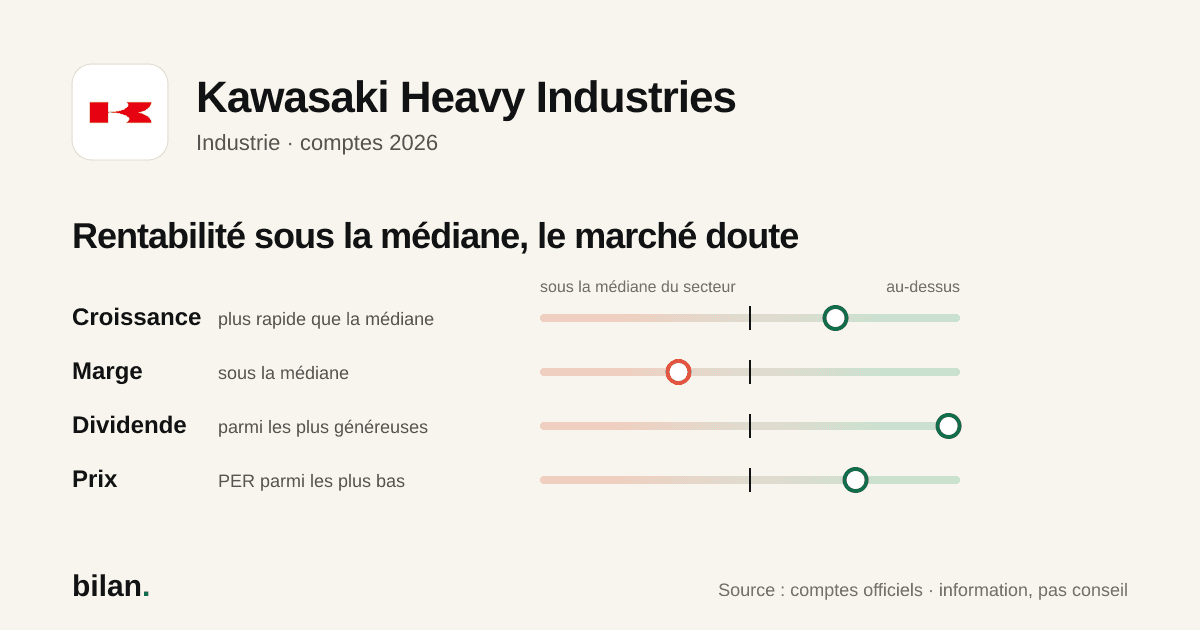 Kawasaki Heavy Industries
Industrie · comptes 2026
Rentabilité sous la médiane, le marché doute
sous la médiane du secteur au-dessus
Croissance plus rapide que la médiane
Marge sous la médiane
Dividende parmi les plus généreuses
Prix PER parmi les plus bas
bilan.
Source : comptes officiels · information, pas conseil